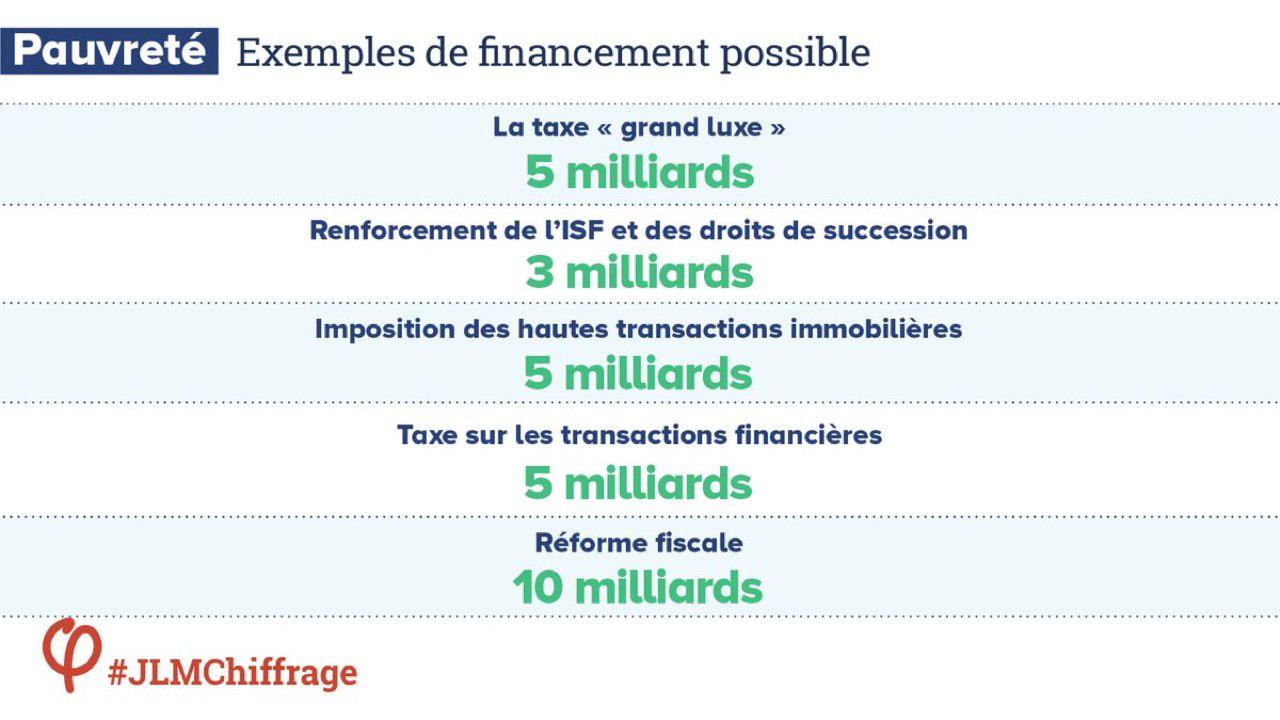 Pauvreté Exemples de financement possible
La taxe « grand luxe »
5 milliards
Renforcement de l’ISF et des droits de succession
3 milliards
Imposition des hautes transactions immobilières
5 milliards
Taxe sur les transactions financières
5 milliards
Réforme fiscale
10 milliards
φ #JLMChiffrage